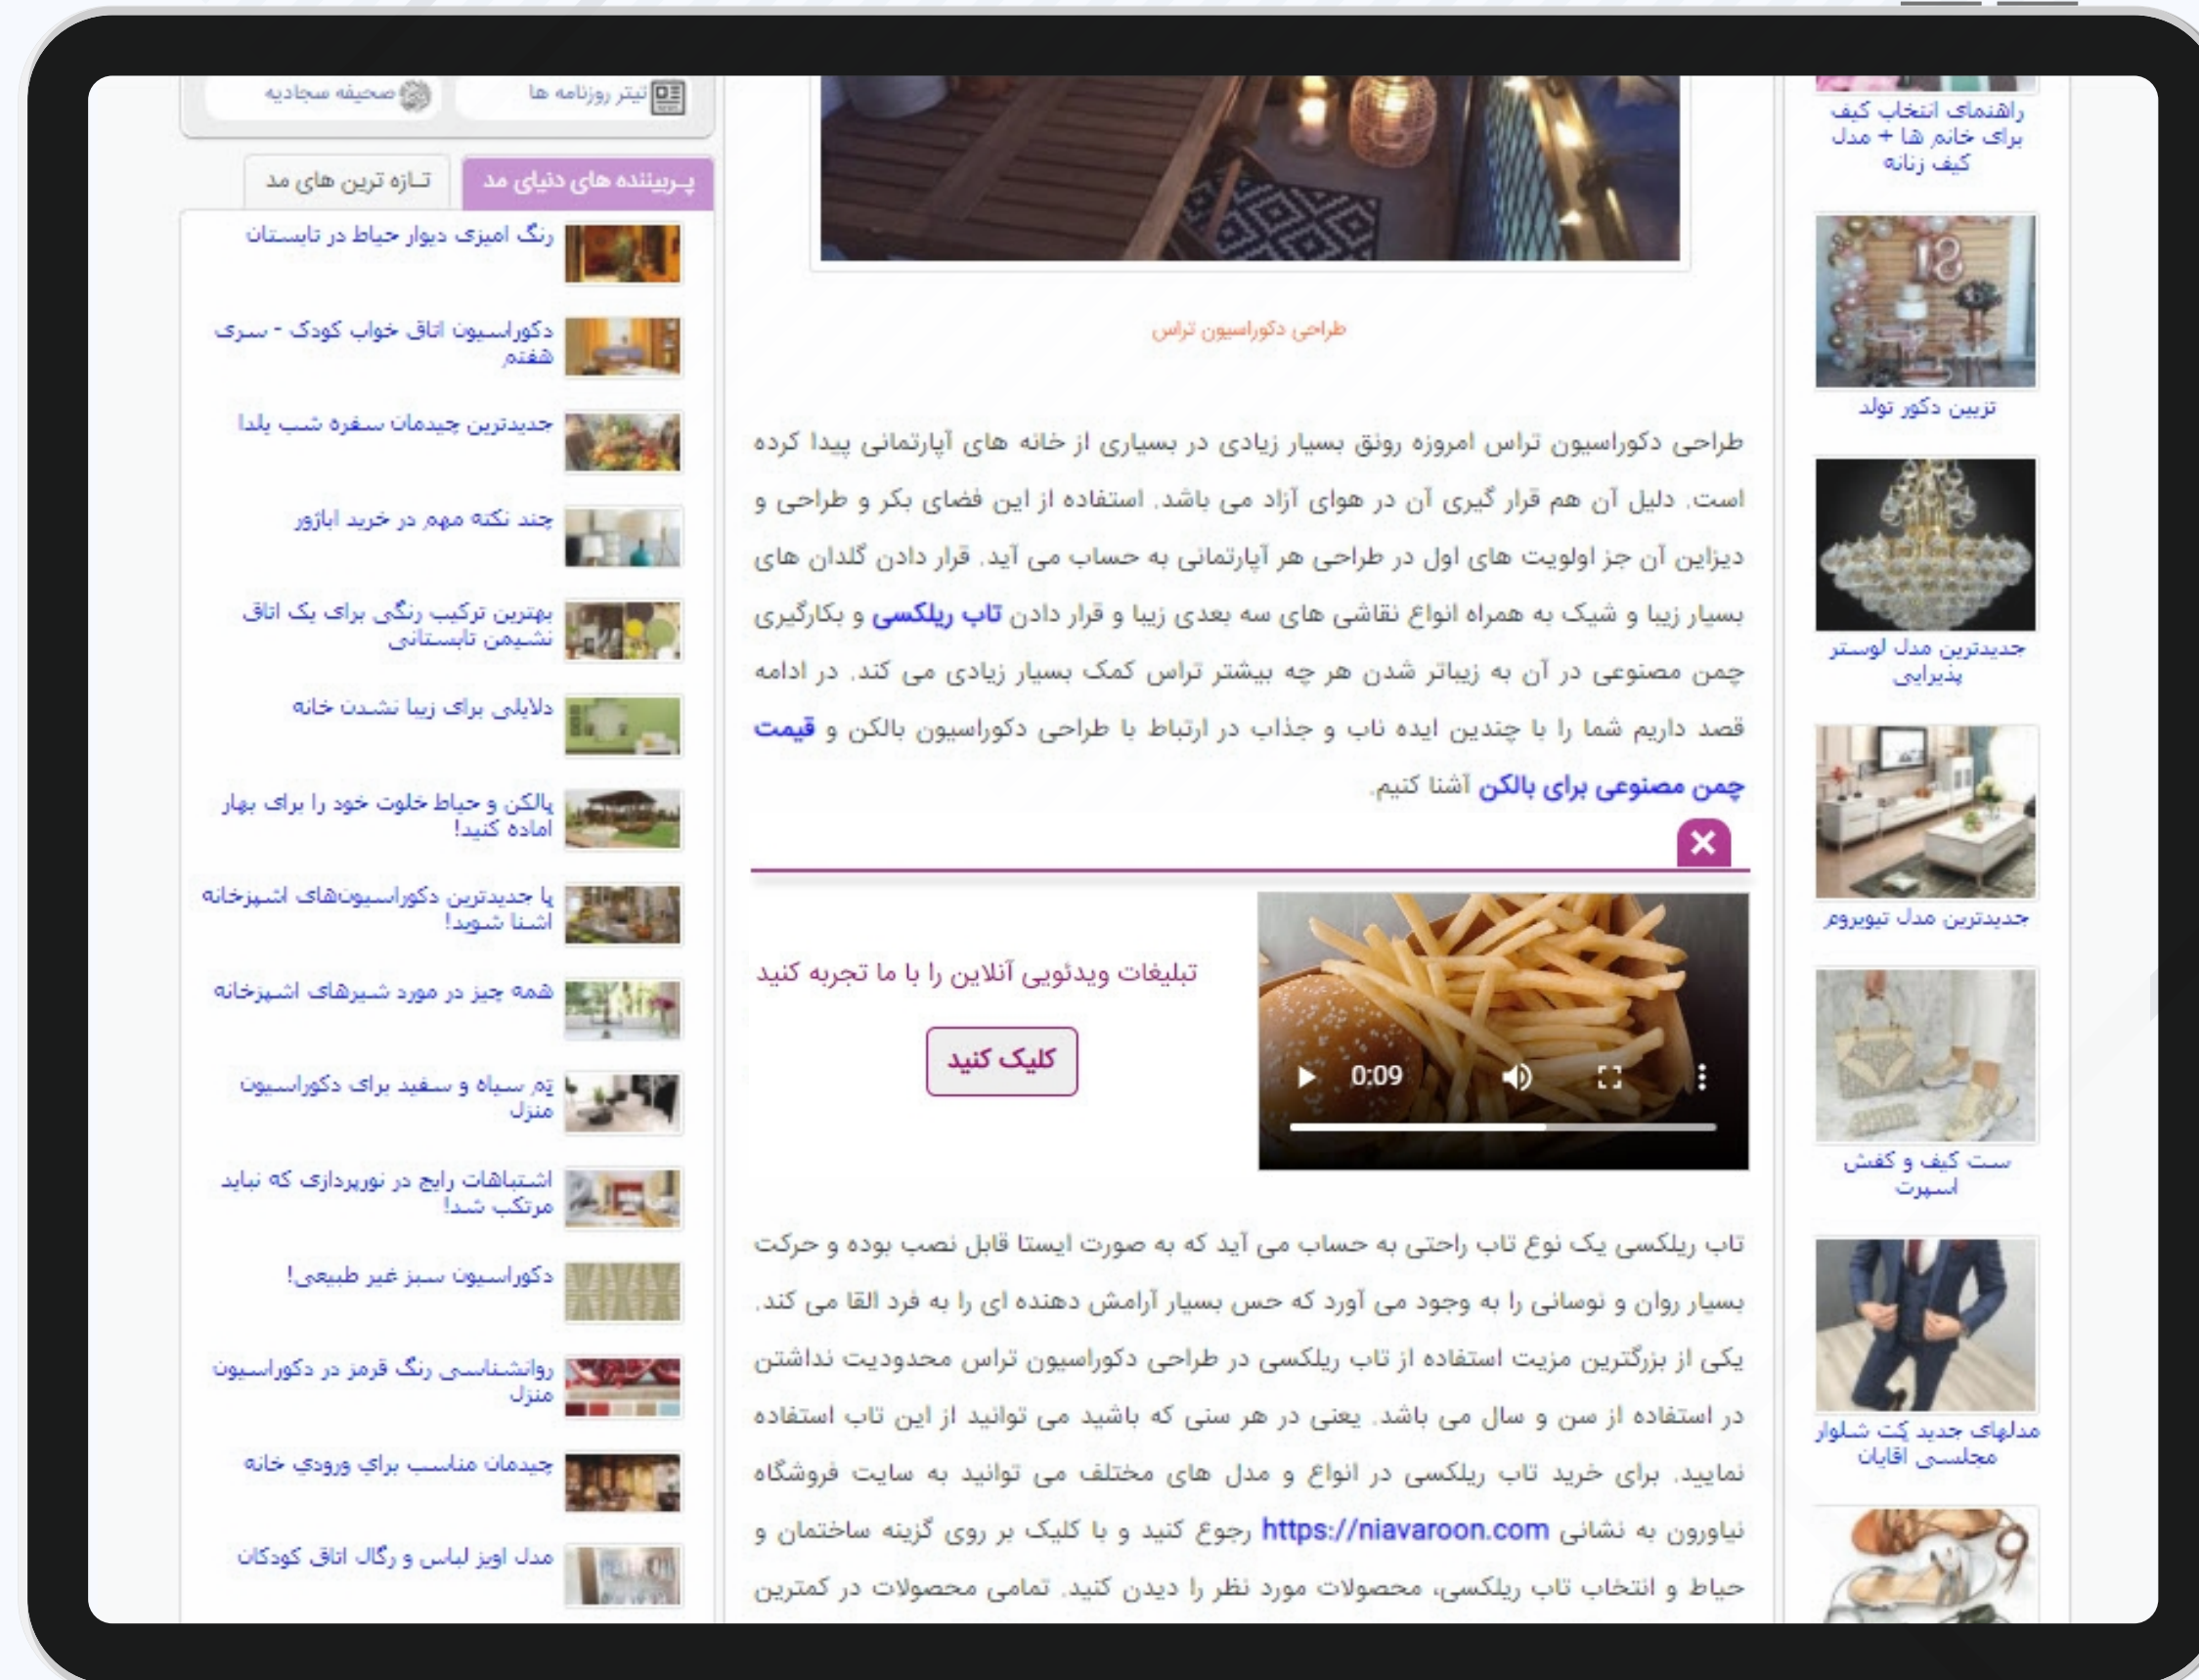 راهنمای انتخاب کیف
برای خانم ها + مدل
کیف زنانه
تزیین دکور تولد
جدیدترین مدل لوستر
پذیرایی
جدیدترین مدل تیویروم
ست کیف و کفش
اسپرت
مدلهای جدید کت شلوار
مجلسی آقایان
طراحی دکوراسیون تراس
طراحی دکوراسیون تراس امروزه رونق بسیار زیادی در بسیاری از خانه های آپارتمانی پیدا کرده
است. دلیل آن هم قرار گیری آن در هوای آزاد می باشد. استفاده از این فضای بکر و طراحی و
دیزاین آن جز اولویت های اول در طراحی هر آپارتمانی به حساب می آید. قرار دادن گلدان های
بسیار زیبا و شیک به همراه انواع نقاشی های سه بعدی زیبا و قرار دادن تاب ریلکسی و بکارگیری
چمن مصنوعی در آن به زیباتر شدن هر چه بیشتر تراس کمک بسیار زیادی می کند. در ادامه
قصد داریم شما را با چندین ایده ناب و جذاب در ارتباط با طراحی دکوراسیون بالکن و قیمت
چمن مصنوعی برای بالکن آشنا کنیم.
0:09
تبلیغات ویدئویی آنلاین را با ما تجربه کنید
کلیک کنید
تاب ریلکسی یک نوع تاب راحتی به حساب می آید که به صورت ایستا قابل نصب بوده و حرکت
بسیار روان و نوسانی را به وجود می آورد که حس بسیار آرامش دهنده ای را به فرد القا می کند.
یکی از بزرگترین مزیت استفاده از تاب ریلکسی در طراحی دکوراسیون تراس محدودیت نداشتن
در استفاده از سن و سال می باشد. یعنی در هر سنی که باشید می توانید از این تاب استفاده
نمایید. برای خرید تاب ریلکسی در انواع و مدل های مختلف می توانید به سایت فروشگاه
نیاورون به نشانی https://niavaroon.com رجوع کنید و با کلیک بر روی گزینه ساختمان و
حیاط و انتخاب تاب ریلکسی، محصولات مورد نظر را دیدن کنید. تمامی محصولات در کمترین
تیتر روزنامه ها
صحیفه سجادیه
پـربیننده های دنیای مد
تـازه ترین های مد
رنگ آمیزی دیوار حیاط در تابستان
دکوراسیون اتاق خواب کودک - سری
هفتم
جدیدترین چیدمان سفره شب یلدا
چند نکته مهم در خرید آباژور
بهترین ترکیب رنگی برای یک اتاق
نشیمن تابستانی
دلایلی برای زیبا نشدن خانه
بالکن و حیاط خلوت خود را برای بهار
آماده کنید!
با جدیدترین دکوراسیون‌های آشپزخانه
آشنا شوید!
همه چیز در مورد شیرهای آشپزخانه
تم سیاه و سفید برای دکوراسیون
منزل
اشتباهات رایج در نورپردازی که نباید
مرتکب شد!
دکوراسیون سبز غیر طبیعی!
روانشناسی رنگ قرمز در دکوراسیون
منزل
چیدمان مناسب براي ورودي خانه
مدل آویز لباس و رگال اتاق کودکان